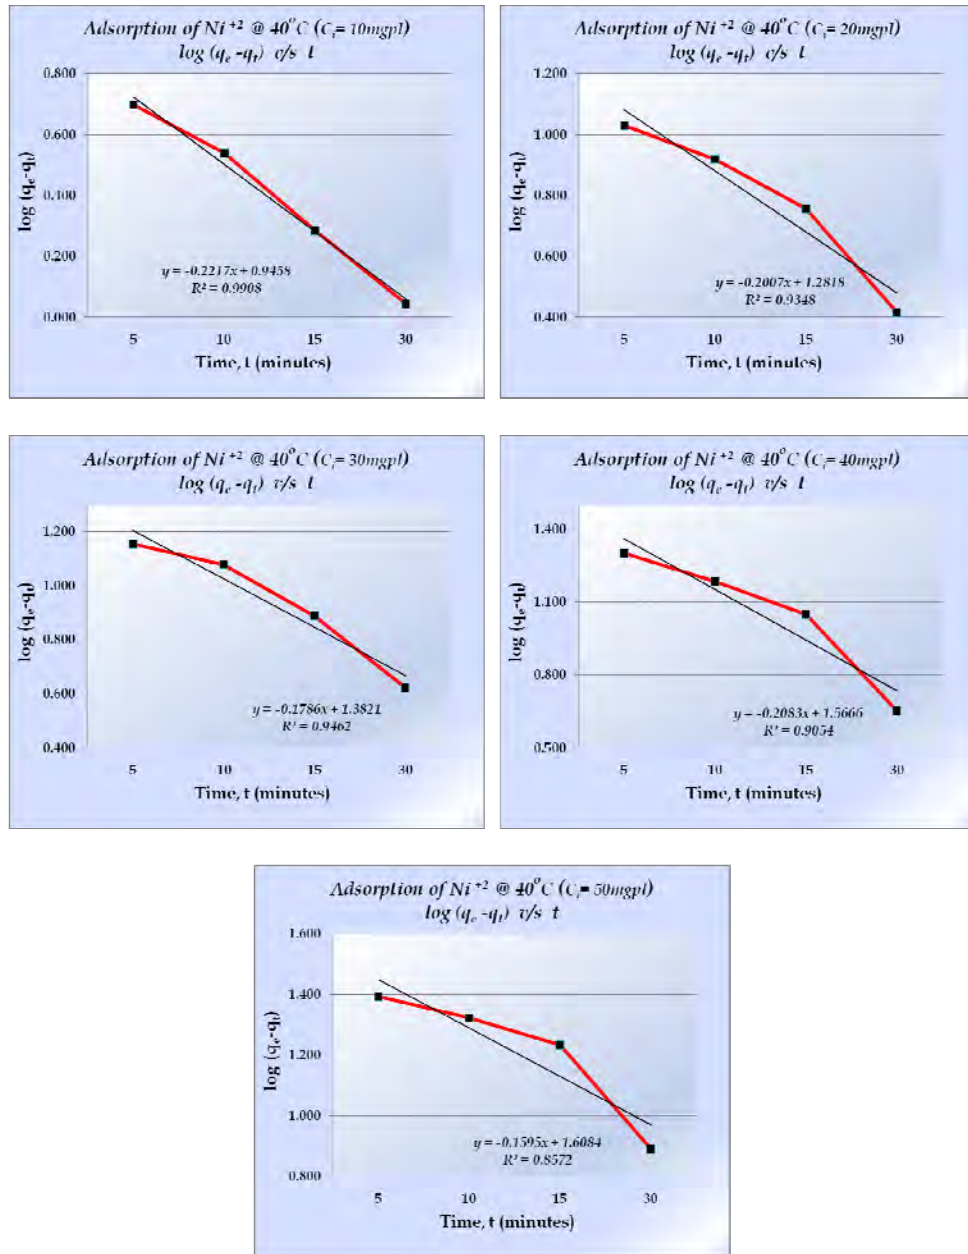 Adsorption of Ni +2 @ 40°C (Ci= 10mgpl)
log (qe -qt) v/s t
0.800
0.600
0.400
0.200
0.000
log (qe-qt)
y = -0.2217x + 0.9458
R² = 0.9908
5 10 15 30
Time, t (minutes)
Adsorption of Ni +2 @ 40°C (Ci= 20mgpl)
log (qe -qt) v/s t
1.200
1.000
0.800
0.600
0.400
log (qe-qt)
y = -0.2007x + 1.2818
R² = 0.9348
5 10 15 30
Time, t (minutes)
Adsorption of Ni +2 @ 40°C (Ci= 30mgpl)
log (qe -qt) v/s t
1.200
1.000
0.800
0.600
0.400
log (qe-qt)
y = -0.1786x + 1.3821
R² = 0.9462
5 10 15 30
Time, t (minutes)
Adsorption of Ni +2 @ 40°C (Ci= 40mgpl)
log (qe -qt) v/s t
1.400
1.100
0.800
0.500
log (qe-qt)
y = -0.2083x + 1.5666
R² = 0.9054
5 10 15 30
Time, t (minutes)
Adsorption of Ni +2 @ 40°C (Ci= 50mgpl)
log (qe -qt) v/s t
1.600
1.400
1.200
1.000
0.800
log (qe-qt)
y = -0.1595x + 1.6084
R² = 0.8572
5 10 15 30
Time, t (minutes)